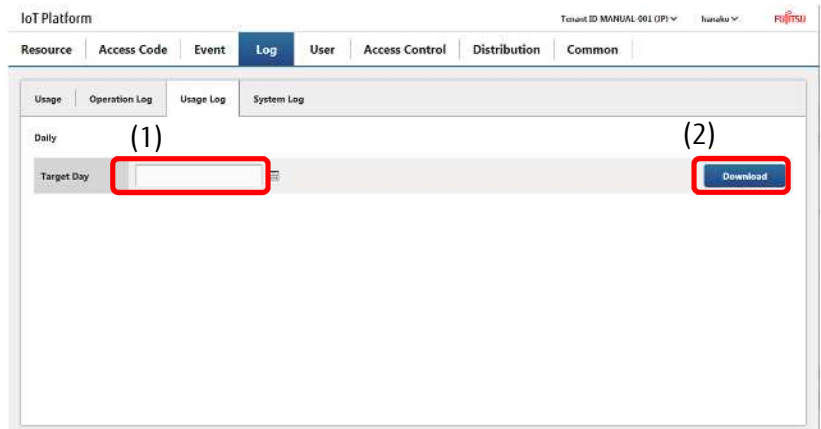 IoT Platform Tenant ID MANUAL-001 (JP) hanako FUJITSU
Resource Access Code Event Log User Access Control Distribution Common
Usage Operation Log Usage Log System Log
Daily (1) (2)
Target Day Download